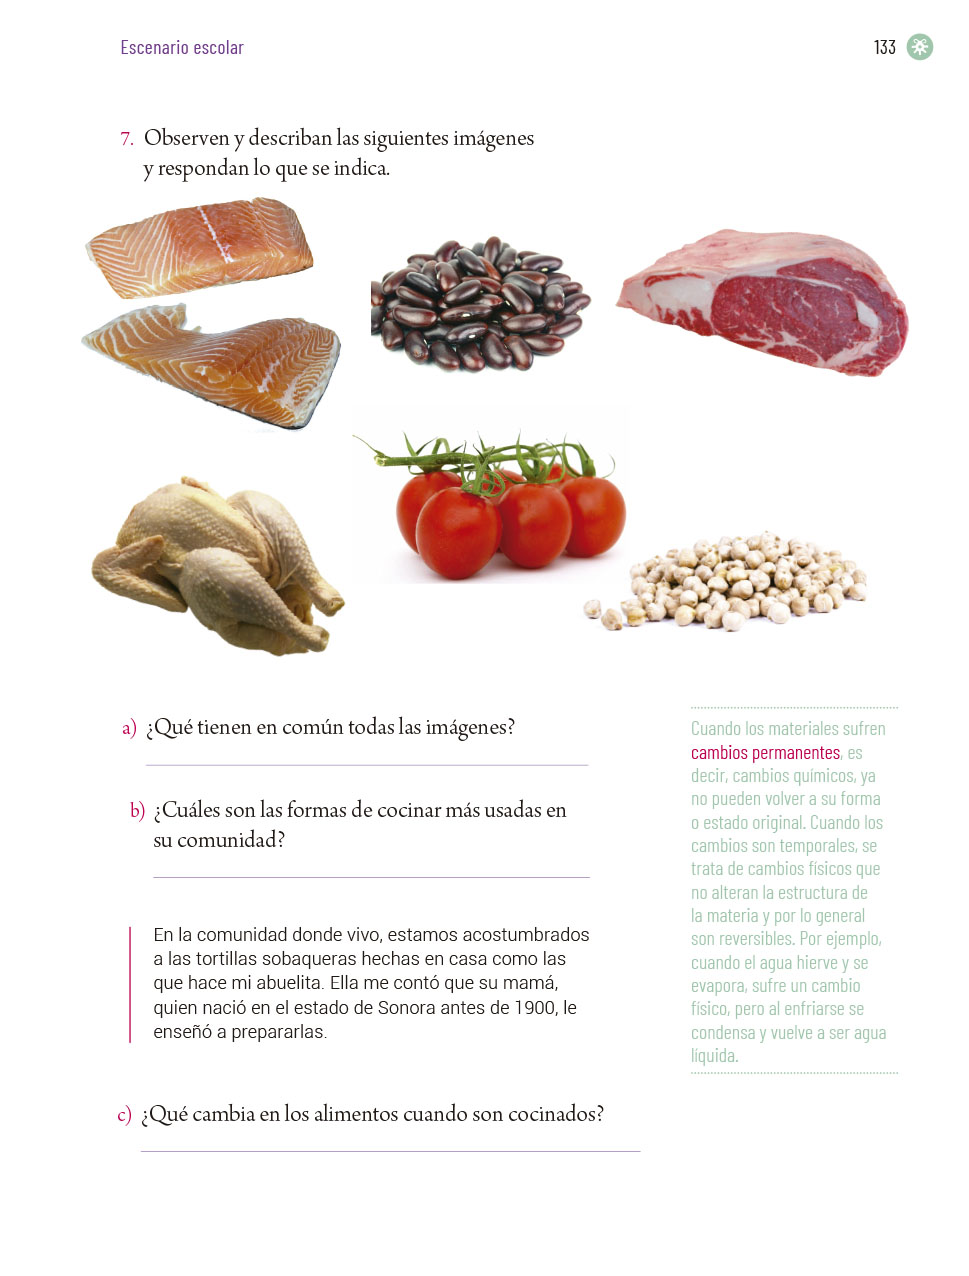 Escenario escolar
133
7. Observen y describan las siguientes imágenes
y respondan lo que se indica.
a) ¿Qué tienen en común todas las imágenes?
b) ¿Cuáles son las formas de cocinar más usadas en
su comunidad?
En la comunidad donde vivo, estamos acostumbrados
a las tortillas sobaqueras hechas en casa como las
que hace mi abuelita. Ella me contó que su mamá,
quien nació en el estado de Sonora antes de 1900, le
enseñó a prepararlas.
c) ¿Qué cambia en los alimentos cuando son cocinados?
Cuando los materiales sufren
cambios permanentes, es
decir, cambios químicos, ya
no pueden volver a su forma
o estado original. Cuando los
cambios son temporales, se
trata de cambios físicos que
no alteran la estructura de
la materia y por lo general
son reversibles. Por ejemplo,
cuando el agua hierve y se
evapora, sufre un cambio
físico, pero al enfriarse se
condensa y vuelve a ser agua
líquida.